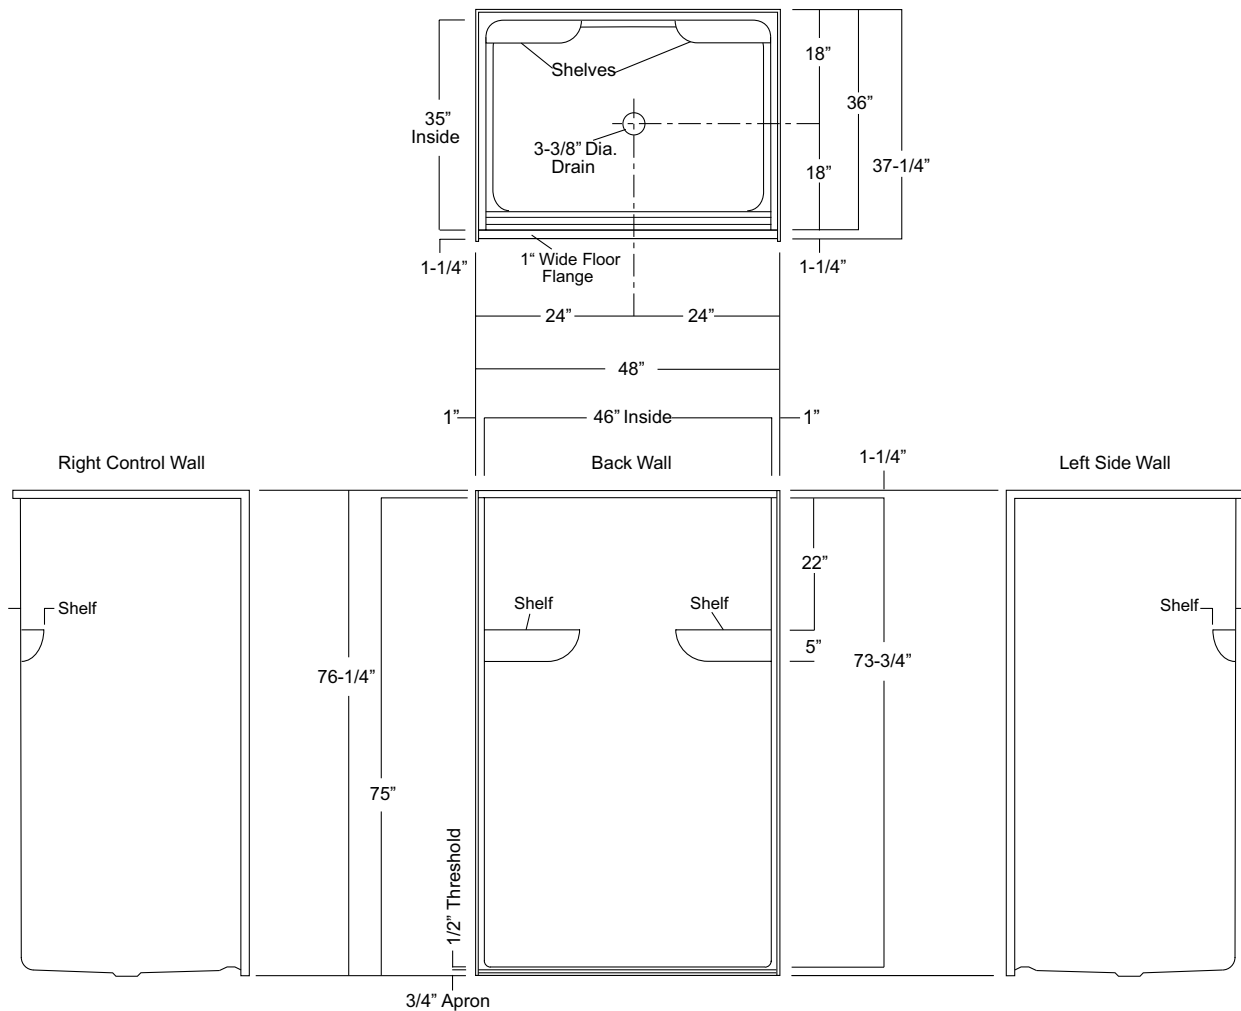 18”
Shelves
35”
Inside
36”
3-3/8” Dia.
Drain
37-1/4”
18”
1-1/4”
1“ Wide Floor
Flange
1-1/4”
24”
24”
48”
1”
46” Inside
1”
Right Control Wall
Back Wall
1-1/4”
Left Side Wall
22”
Shelf
Shelf
Shelf
Shelf
5”
73-3/4”
76-1/4”
75”
1/2” Threshold
3/4” Apron